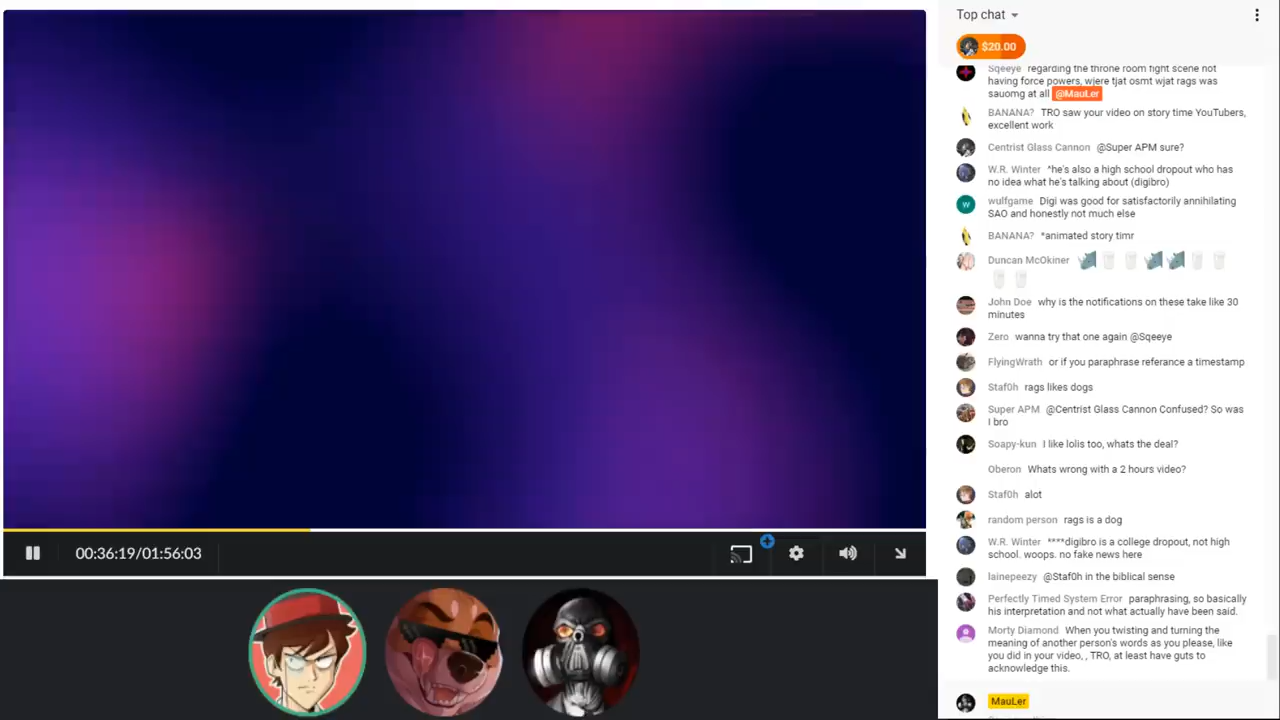 Top chat
$20.00
Sqeeye regarding the throne room fight scene not
having force powers, wjere tjat osmt wjat rags was
sauomg at all @MauLer
BANANA? TRO saw your video on story time YouTubers,
excellent work
Centrist Glass Cannon @Super APM sure?
W.R. Winter ^he's also a high school dropout who has
no idea what he's talking about (digibro)
W
wulfgame Digi was good for satisfactorily annihilating
SAO and honestly not much else
BANANA? *animated story timr
Duncan McOkiner
John Doe why is the notifications on these take like 30
minutes
Zero wanna try that one again @Sqeeye
FlyingWrath or if you paraphrase referance a timestamp
Staf0h rags likes dogs
Super APM @Centrist Glass Cannon Confused? So was
I bro
Soapy-kun I like lolis too, whats the deal?
Oberon Whats wrong with a 2 hours video?
Staf0h alot
random person rags is a dog
W.R. Winter ****digibro is a college dropout, not high
school. woops. no fake news here
lainepeezy @Staf0h in the biblical sense
Perfectly Timed System Error paraphrasing, so basically
his interpretation and not what actually have been said.
Morty Diamond When you twisting and turning the
meaning of another person's words as you please, like
you did in your video, , TRO, at least have guts to
acknowledge this.
MauLer
00:36:19/01:56:03